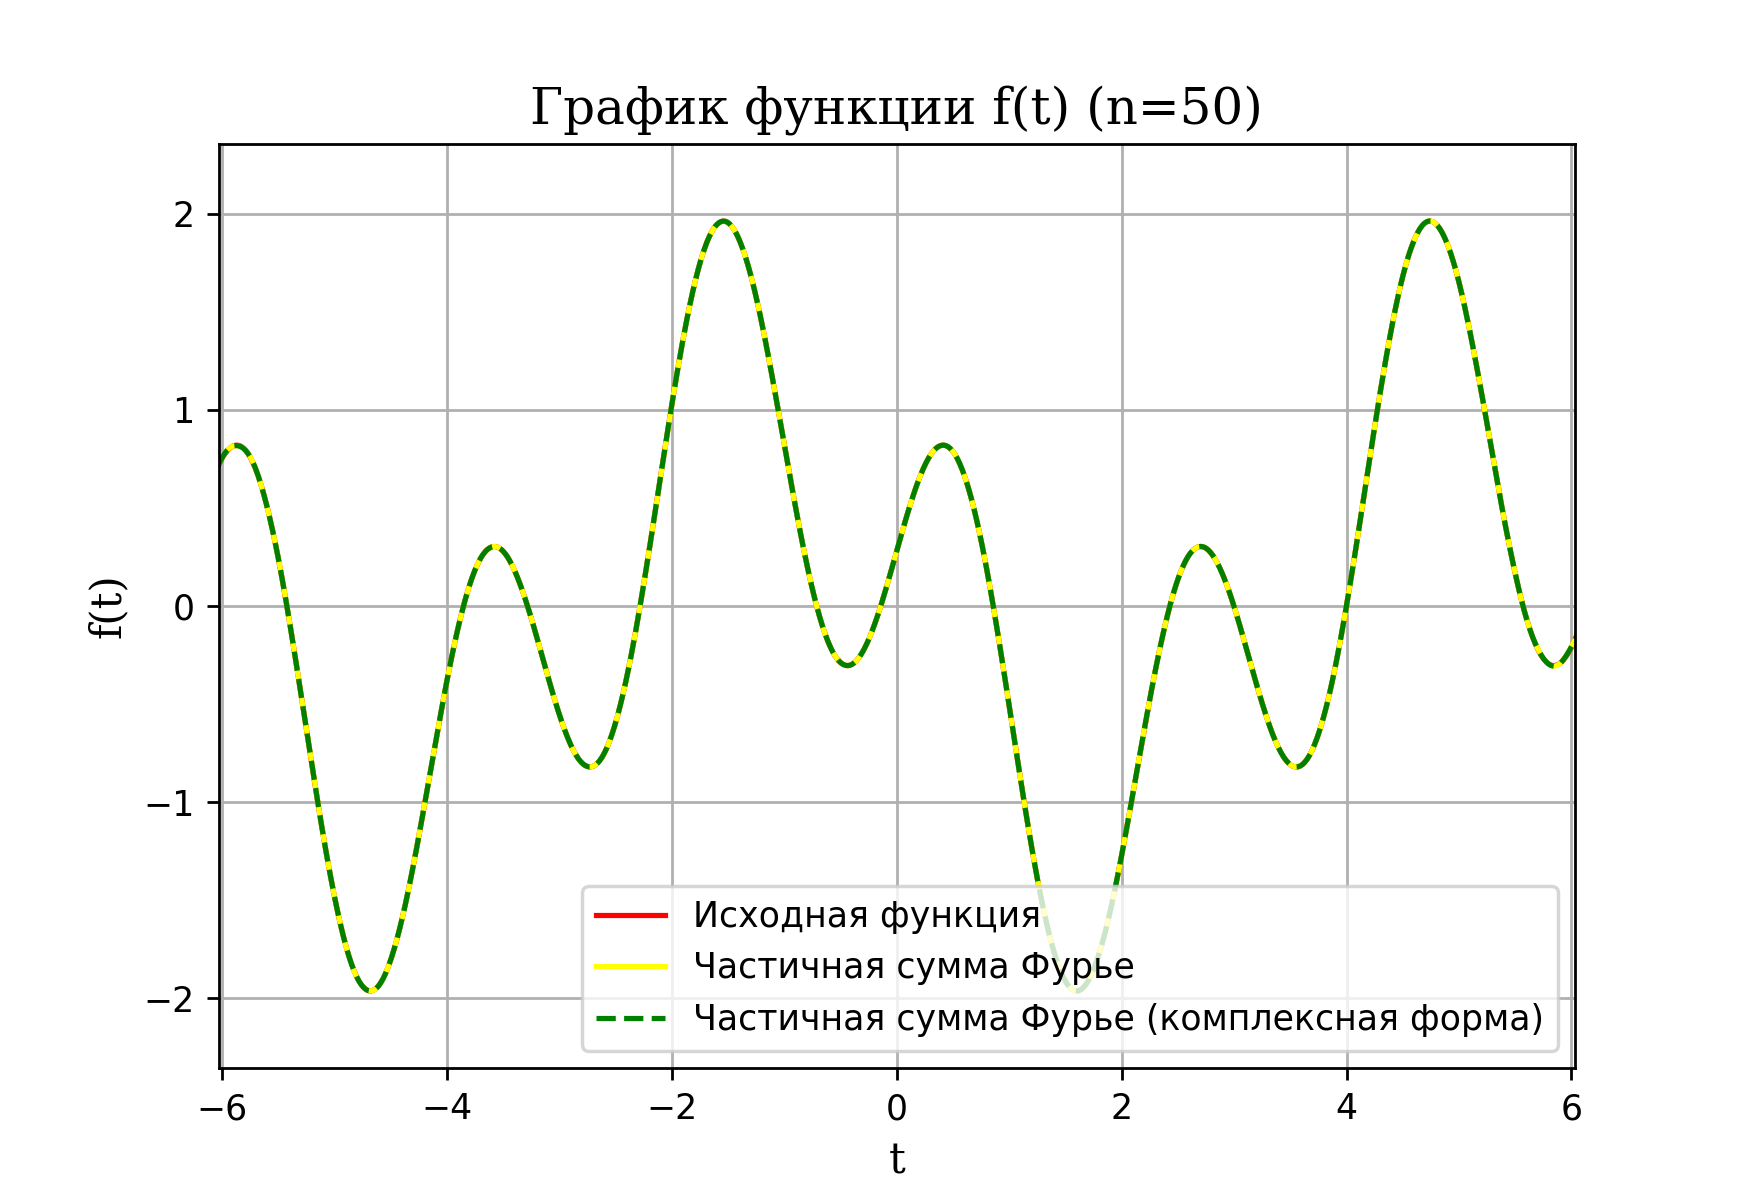 График функции f(t) (n=50)
f(t)
2
1
0
−1
−2
Исходная функция
Частичная сумма Фурье
Частичная сумма Фурье (комплексная форма)
−6 −4 −2 0 2 4 6
t